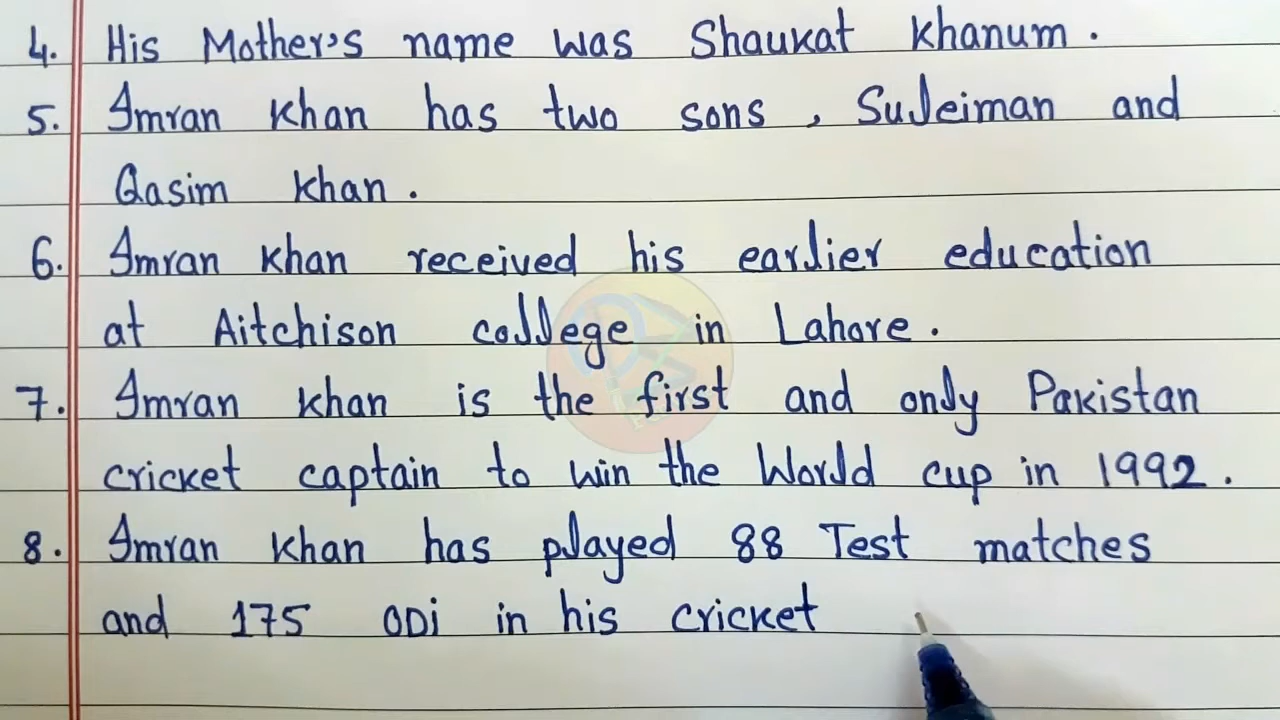 4. His Mother's name was Shaukat Khanum.
5. Imran Khan has two sons, Suleiman and
Qasim Khan.
6. Imran Khan received his earlier education
at Aitchison college in Lahore.
7. Imran Khan is the first and only Pakistan
cricket captain to win the World cup in 1992.
8. Imran Khan has played 88 Test matches
and 175 ODi in his cricket